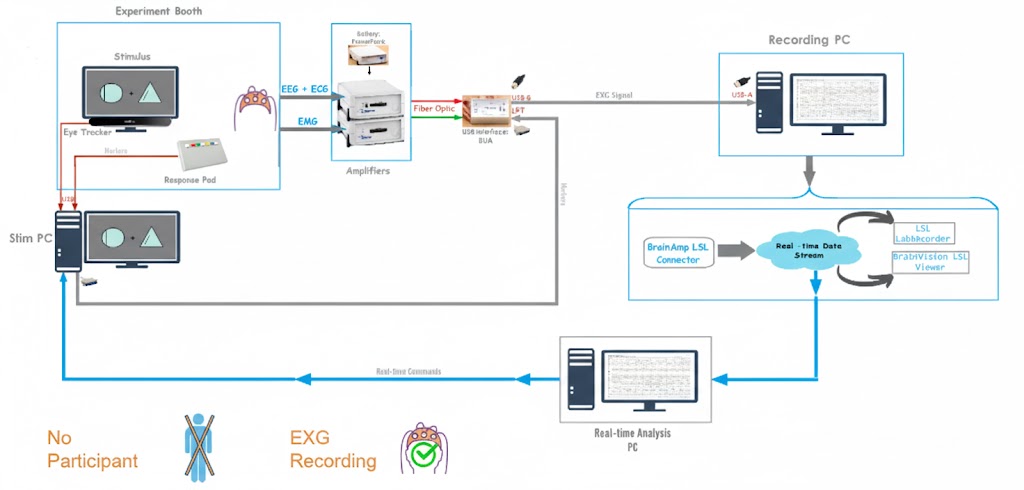 Experiment Booth
Stimulus
Eye Tracker
Markers
Response Pad
USB
Stim PC
EEG + ECG
EMG
Battery:
PowerPack
Amplifiers
Fiber Optic
USB Interface:
BUA
USB-B
LPT
EXG Signal
Markers
Recording PC
USB-A
BrainAmp LSL
Connector
Real -time Data
Stream
LSL
LabRecorder
BrainVision LSL
Viewer
Real-time Commands
Real-time Analysis
PC
No
Participant
EXG
Recording